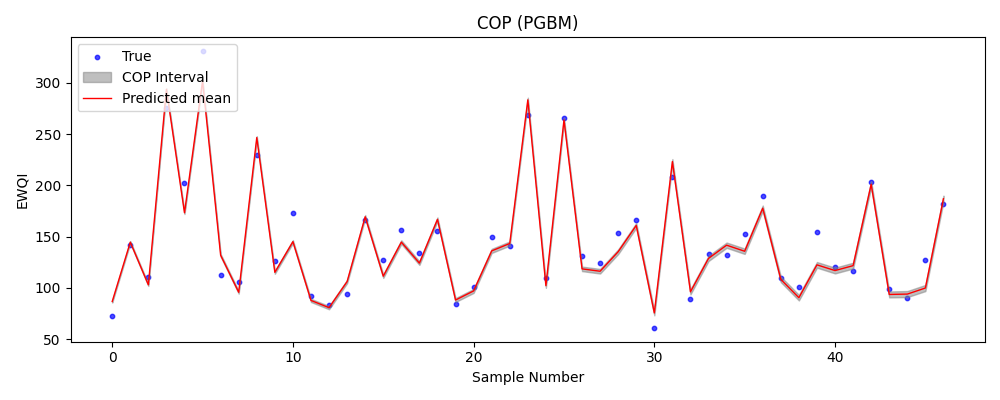 COP (PGBM)
True
COP Interval
Predicted mean
EWQI
300
250
200
150
100
50
0
10
20
30
40
Sample Number